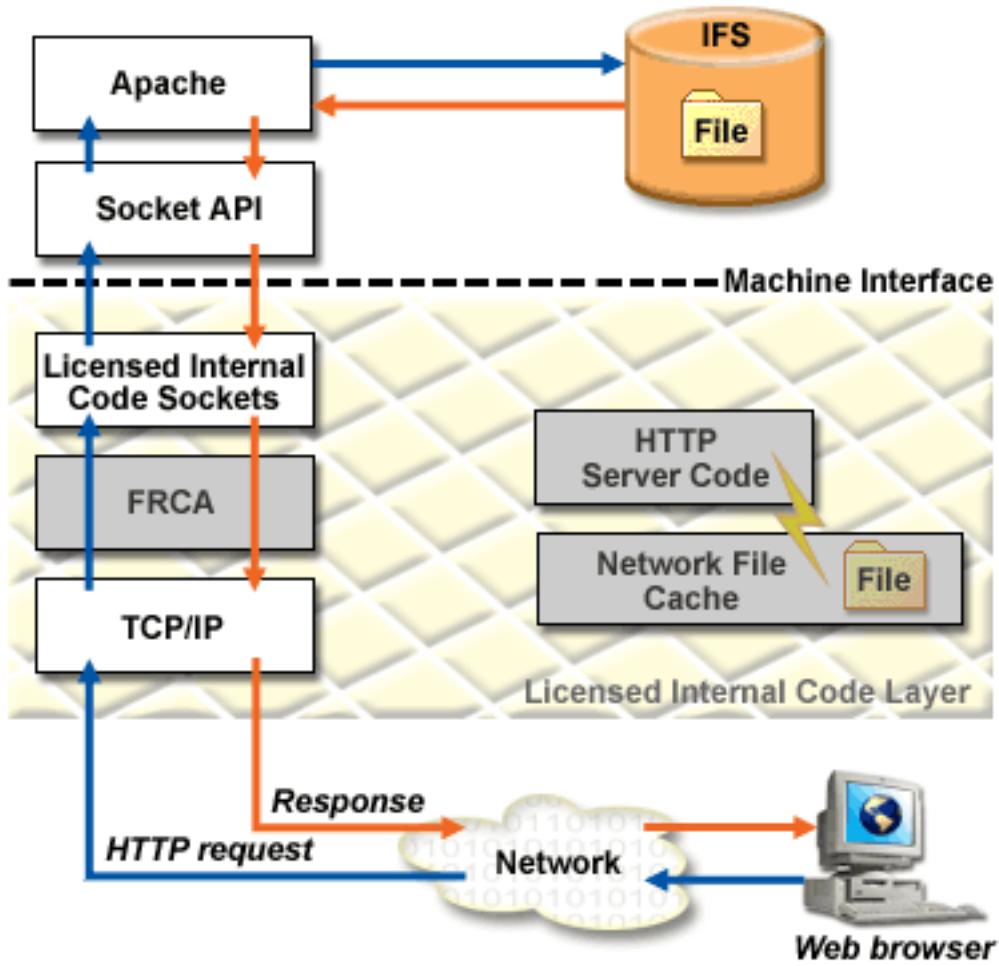 IFS
Apache
File
Socket API
Machine Interface
Licensed Internal
Code Sockets
HTTP
Server Code
FRCA
Network File
Cache
File
TCP/IP
Licensed Internal Code Layer
Response
HTTP request
Network
Web browser